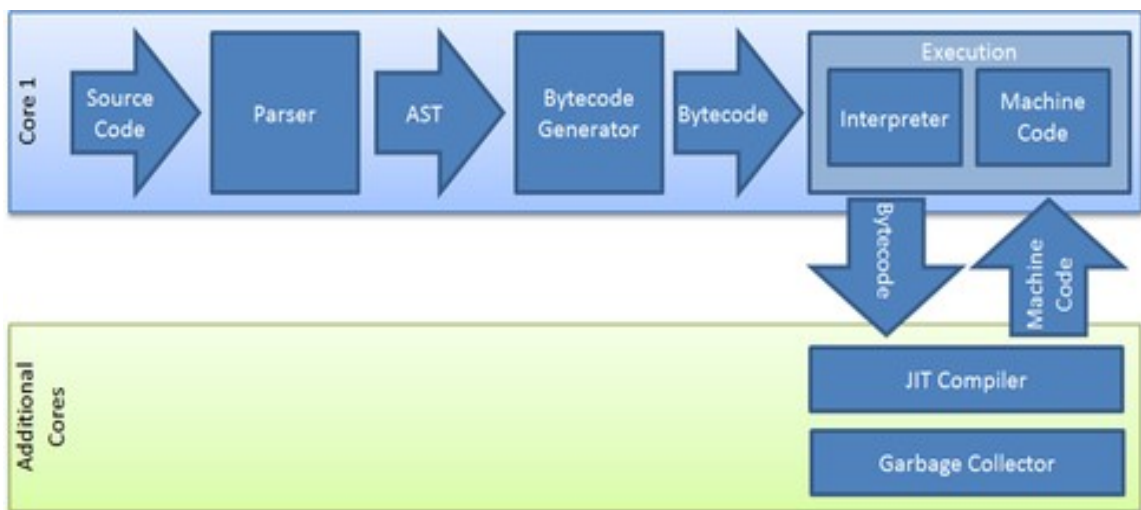 Core 1
Source
Code
Parser
AST
Bytecode
Generator
Bytecode
Execution
Interpreter
Machine
Code
Bytecode
Machine
Code
Additional
Cores
JIT Compiler
Garbage Collector